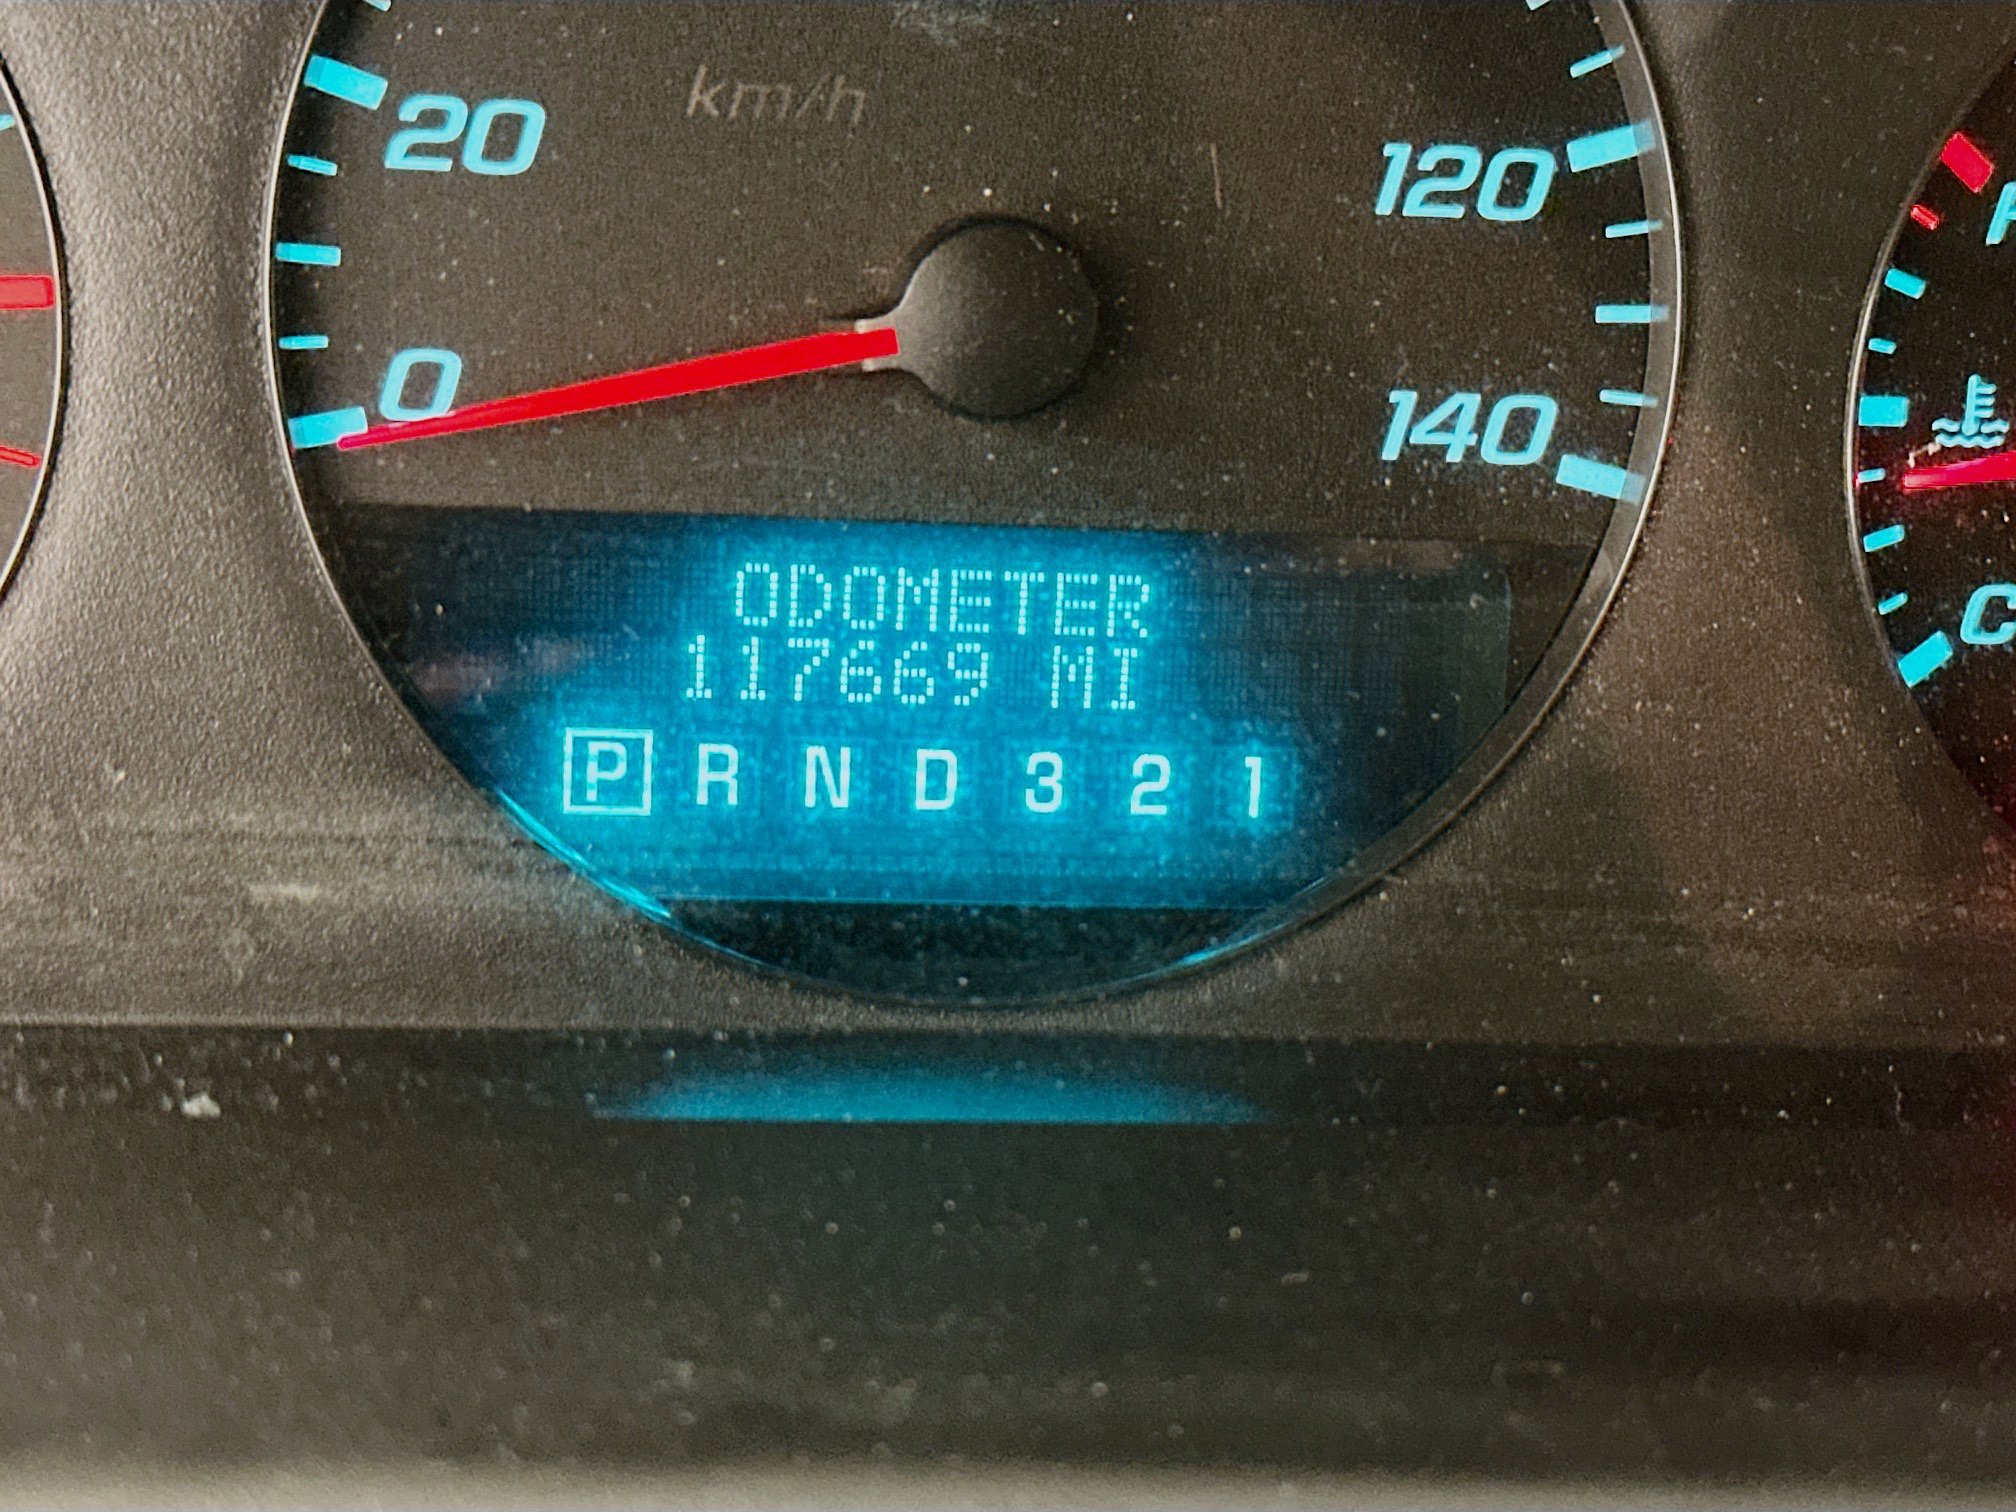 km/h
20
120
0
140
ODOMETER
117669 MI
P R N D 3 2 1
C